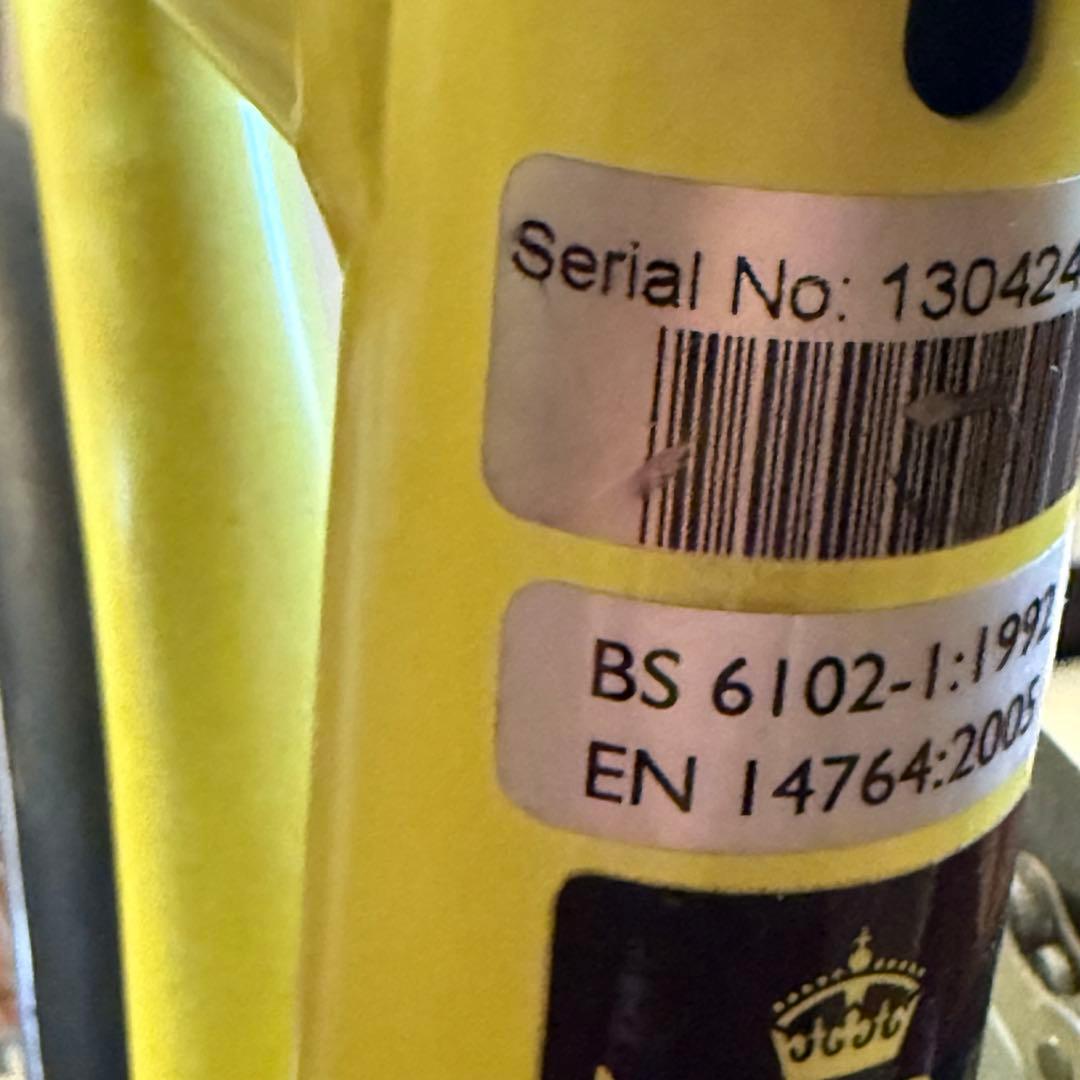 Serial No: 130424
BS 6102-1:1992
EN 14764:2005